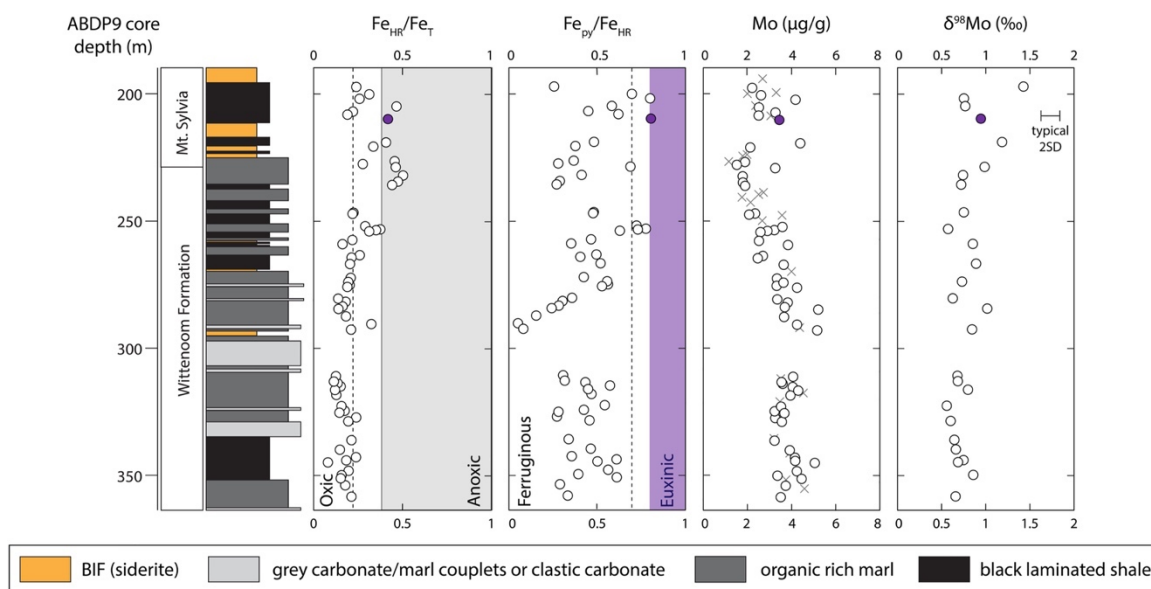 ABDP9 core
depth (m)
Fe_HR/Fe_T
Fe_py/Fe_HR
Mo (µg/g)
δ⁹⁸Mo (‰)
0 0.5 1
0 0.5 1
0 2 4 6 8
0 0.5 1 1.5 2
200
250
300
350
Mt. Sylvia
Wittenoom Formation
Oxic
Anoxic
Ferruginous
Euxinic
typical
2SD
0 0.5 1
0 0.5 1
0 2 4 6 8
0 0.5 1 1.5 2
BIF (siderite)
grey carbonate/marl couplets or clastic carbonate
organic rich marl
black laminated shale